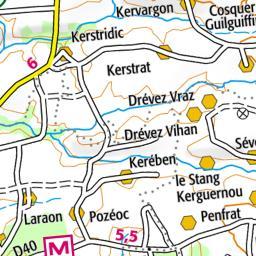 Kervargon
Cosquer
Guilguiffin
Kerstridic
Kerstrat
6
Drévez Vraz
Drévez Vihan
Sév
Kerében
le Stang
Kerguernou
Laraon
Pozéoc
Penfrat
D40
M
5,5